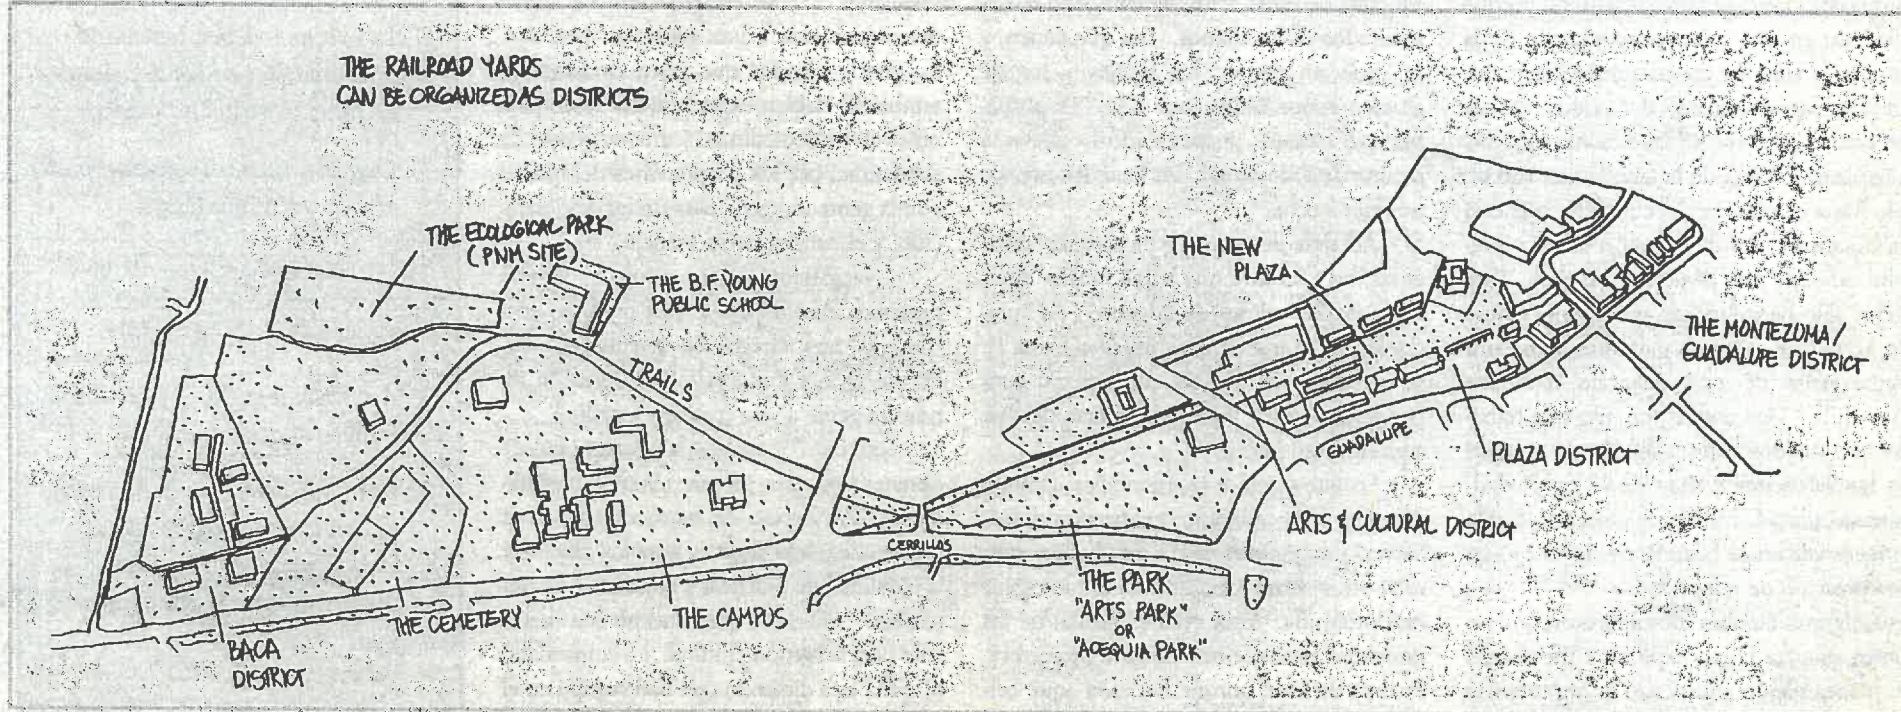 THE RAILROAD YARDS
CAN BE ORGANIZED AS DISTRICTS
THE ECOLOGICAL PARK
(PNM SITE)
THE B.F. YOUNG
PUBLIC SCHOOL
TRAILS
THE NEW
PLAZA
THE MONTEZUMA/
GUADALUPE DISTRICT
GUADALUPE
PLAZA DISTRICT
ARTS & CULTURAL DISTRICT
CERRILLOS
THE PARK
"ARTS PARK"
OR
"ACEQUIA PARK"
THE CAMPUS
THE CEMETERY
BACA
DISTRICT